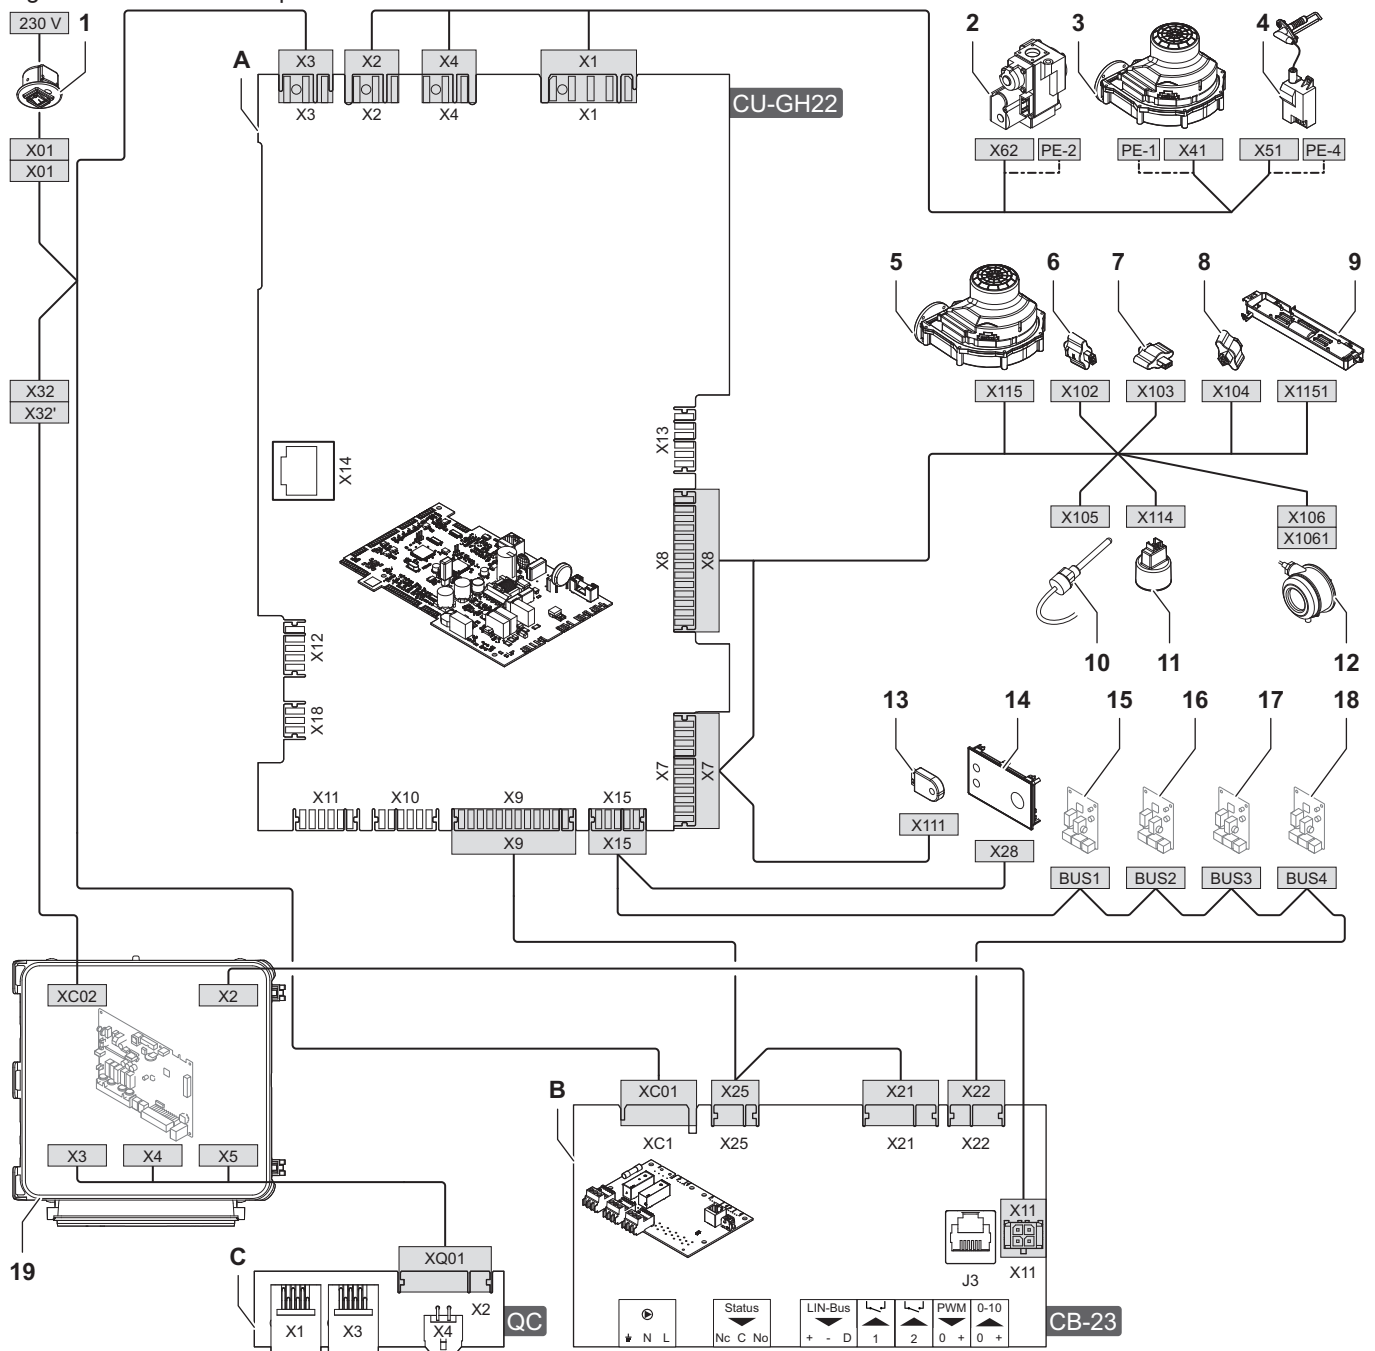 230 V 1
A
X3 X2 X4 X1
X3 X2 X4 X1
CU-GH22
2 3 4
X01
X01
X62 PE-2 PE-1 X41 X51 PE-4
5 6 7 8 9
X32
X32'
X115 X102 X103 X104 X1151
X13
X14
X105 X114 X106
X1061
X8 X8
X12
10 11 12
X18
13 14 15 16 17 18
X7 X7
X11 X10 X9 X15
X9 X15
X111
X28
BUS1 BUS2 BUS3 BUS4
XC02 X2
B
XC01 X25 X21 X22
XC1 X25 X21 X22
X3 X4 X5
19
X11
X11
J3
C
XQ01
X2
X1 X3 X4
QC
N L
Status
Nc C No
LIN-Bus
+ - D
1
2
PWM
0 +
0-10
0 +
CB-23